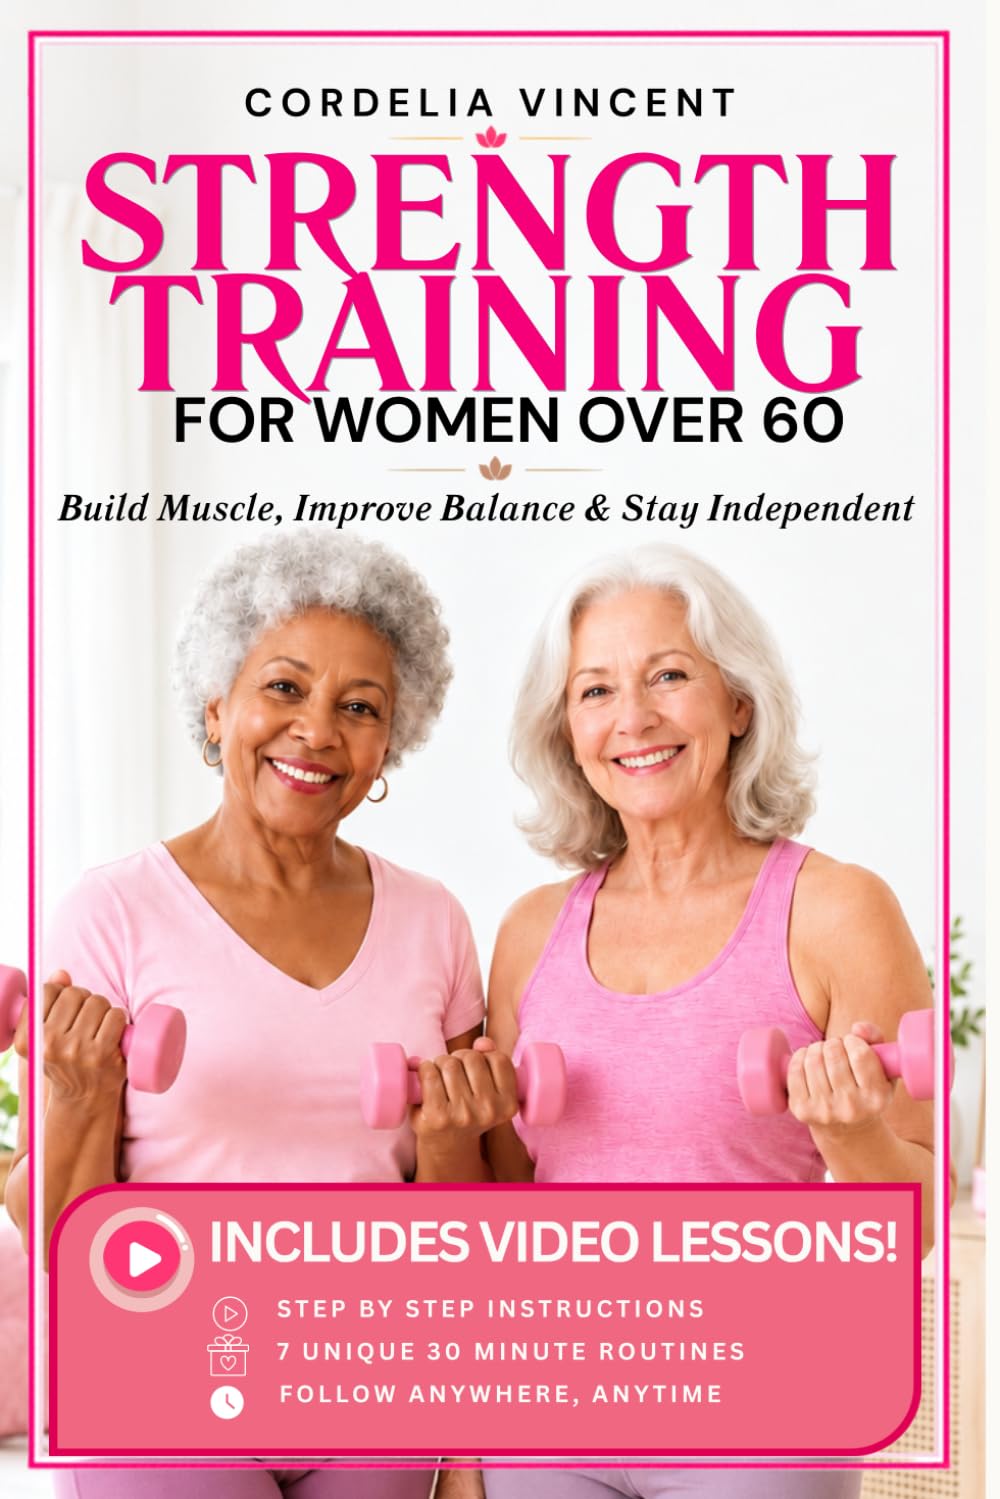 CORDELIA VINCENT
STRENGTH
TRAINING
FOR WOMEN OVER 60
Build Muscle, Improve Balance & Stay Independent
INCLUDES VIDEO LESSONS!
STEP BY STEP INSTRUCTIONS
7 UNIQUE 30 MINUTE ROUTINES
FOLLOW ANYWHERE, ANYTIME